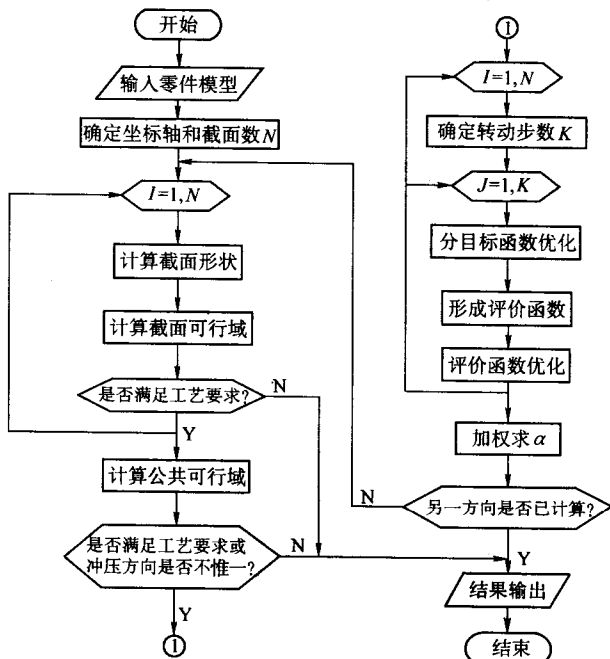 开始
输入零件模型
确定坐标轴和截面数N
I=1,N
计算截面形状
计算截面可行域
是否满足工艺要求?
N
Y
计算公共可行域
是否满足工艺要求或
冲压方向是否不惟一?
N
Y
①
①
I=1,N
确定转动步数K
J=1,K
分目标函数优化
形成评价函数
评价函数优化
加权求α
另一方向是否已计算?
N
Y
结果输出
结束